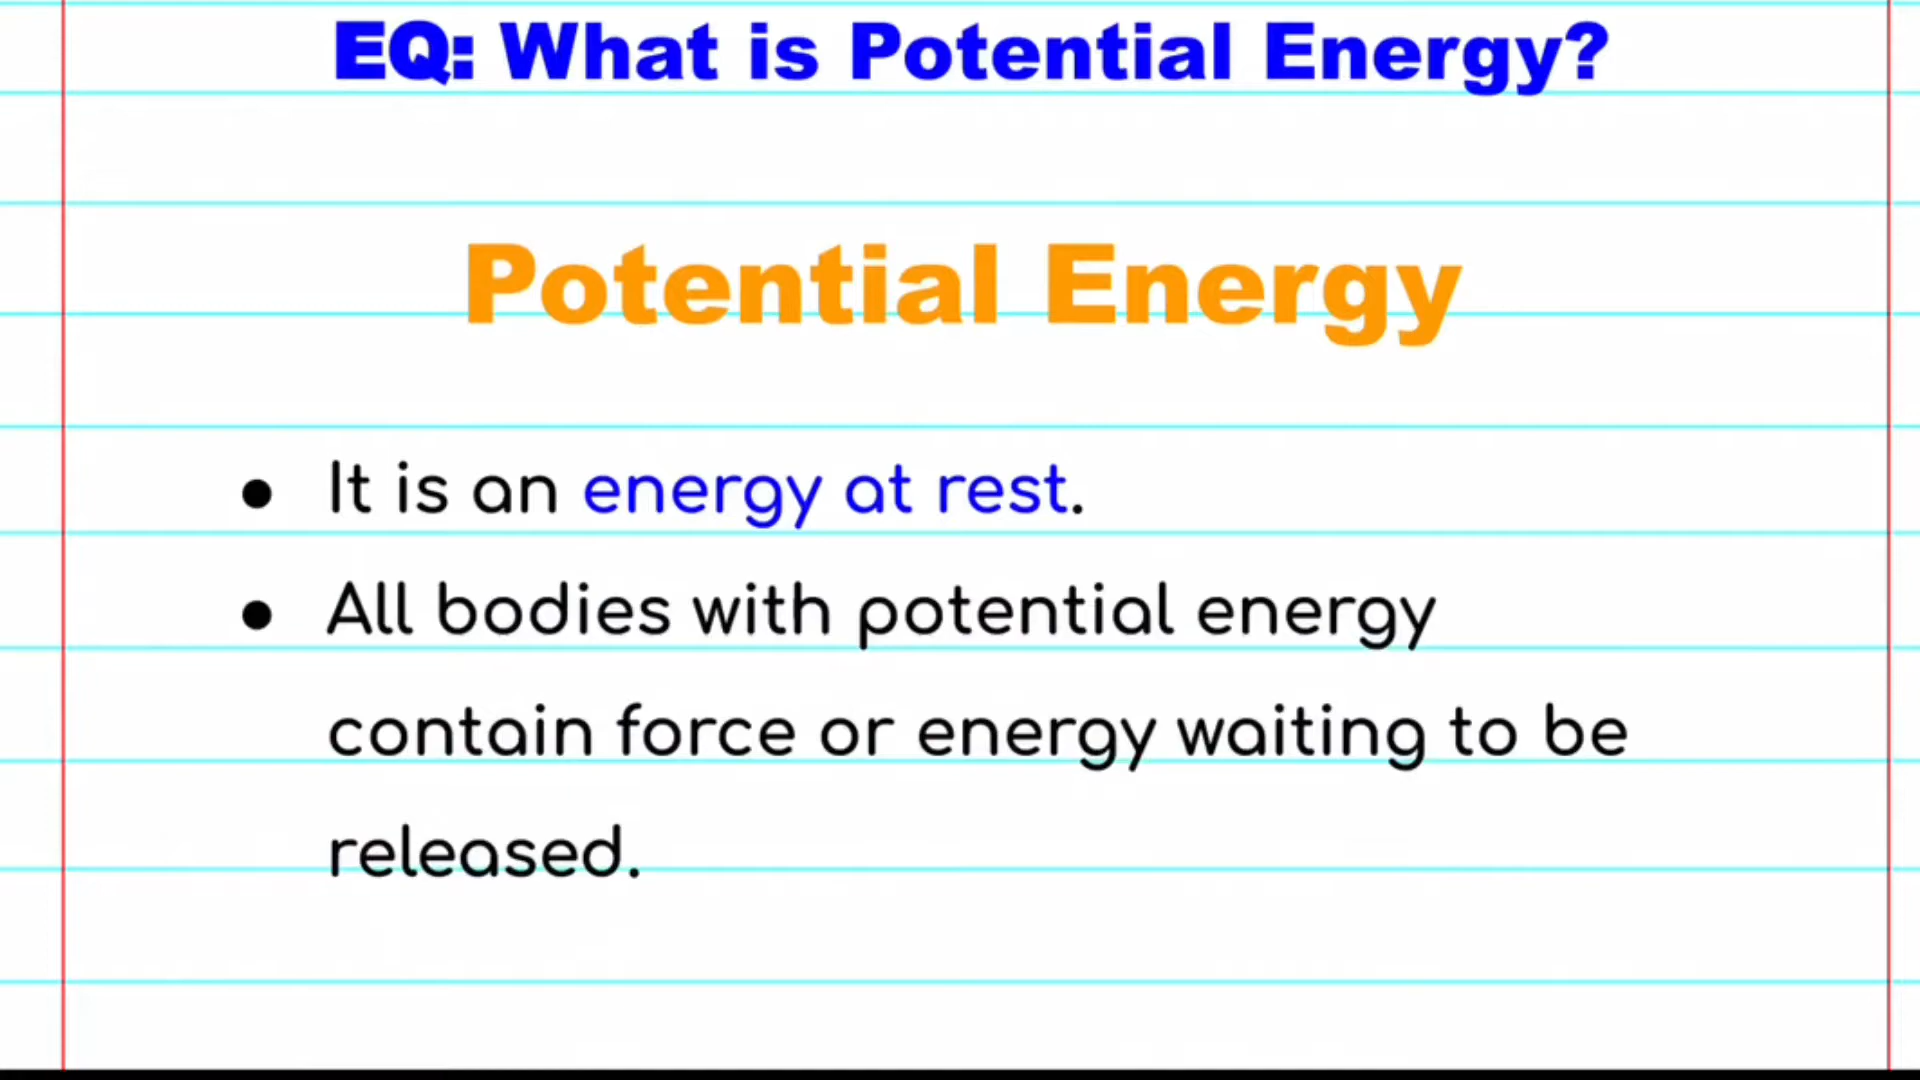 EQ: What is Potential Energy?
Potential Energy
● It is an energy at rest.
● All bodies with potential energy
contain force or energy waiting to be
released.